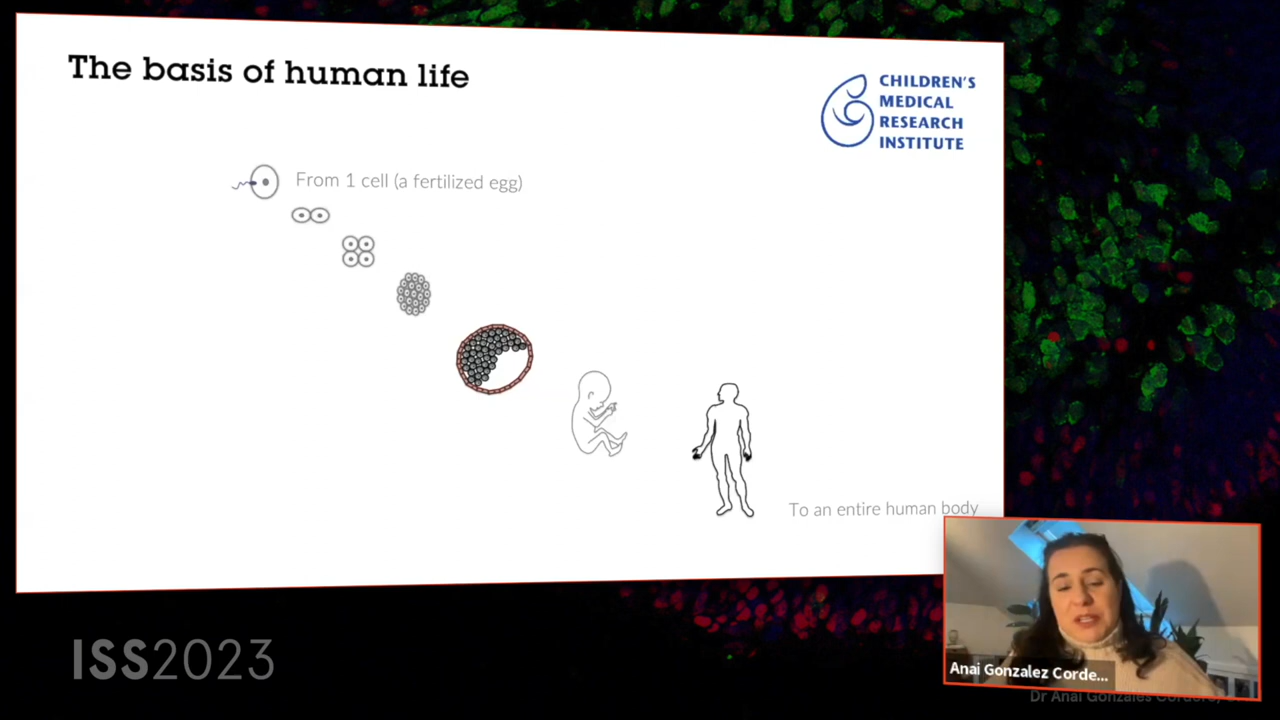 The basis of human life
CHILDREN'S
MEDICAL
RESEARCH
INSTITUTE
From 1 cell (a fertilized egg)
To an entire human body
Anai Gonzalez Corde...
Dr Anai Gonzales Cordero,
ISS2023